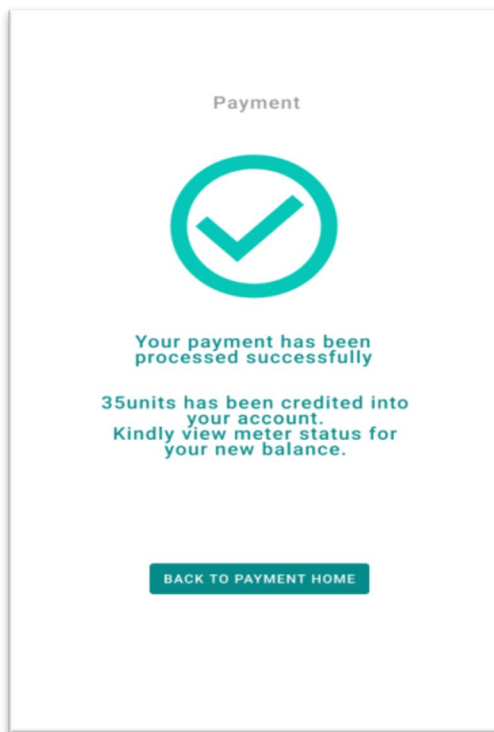 Payment
Your payment has been
processed successfully
35units has been credited into
your account.
Kindly view meter status for
your new balance.
BACK TO PAYMENT HOME